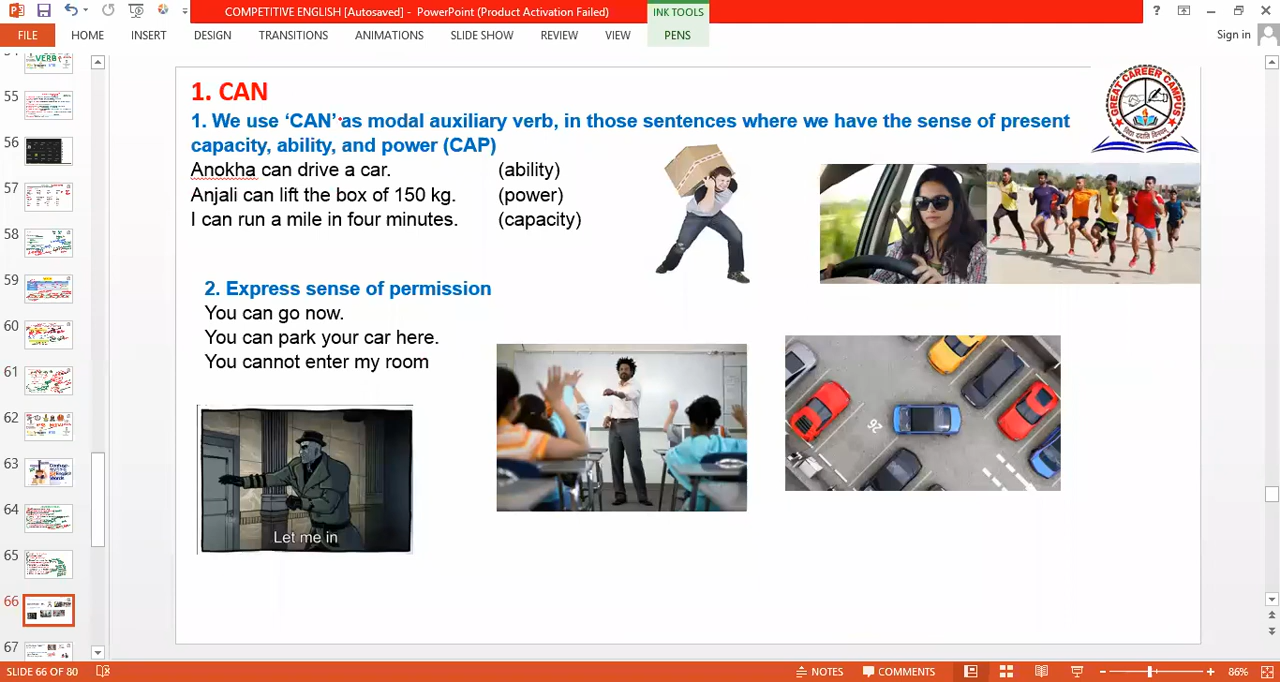 COMPETITIVE ENGLISH [Autosaved] - PowerPoint (Product Activation Failed)
INK TOOLS
?
FILE
HOME
INSERT
DESIGN
TRANSITIONS
ANIMATIONS
SLIDE SHOW
REVIEW
VIEW
PENS
Sign in
VERB
55
56
57
58
59
60
61
62
63
64
65
66
67
1. CAN
GREAT CAREER CAMPUS
विद्या ददाति विनयम्
1. We use ‘CAN’ as modal auxiliary verb, in those sentences where we have the sense of present
capacity, ability, and power (CAP)
Anokha can drive a car. (ability)
Anjali can lift the box of 150 kg. (power)
I can run a mile in four minutes. (capacity)
2. Express sense of permission
You can go now.
You can park your car here.
You cannot enter my room
26
Let me in
SLIDE 66 OF 80
NOTES
COMMENTS
86%